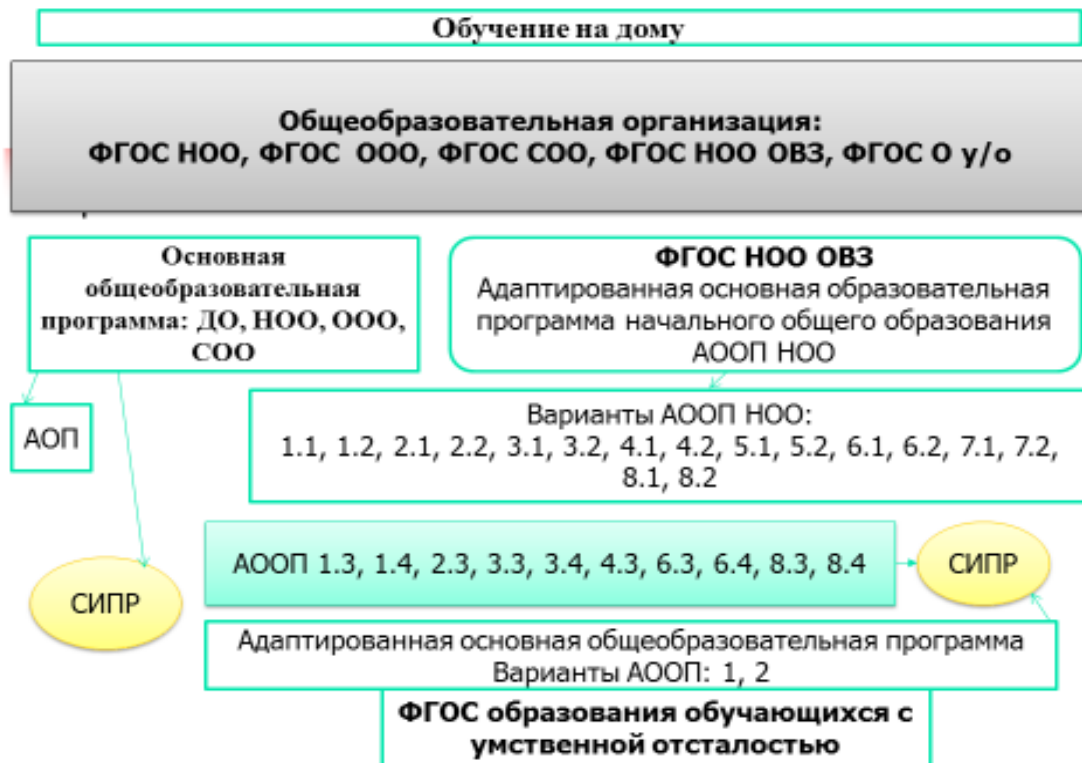 Обучение на дому
Общеобразовательная организация:
ФГОС НОО, ФГОС ООО, ФГОС СОО, ФГОС НОО ОВЗ, ФГОС О у/о
Основная
общеобразовательная
программа: ДО, НОО, ООО,
СОО
ФГОС НОО ОВЗ
Адаптированная основная образовательная
программа начального общего образования
АООП НОО
АОП
Варианты АООП НОО:
1.1, 1.2, 2.1, 2.2, 3.1, 3.2, 4.1, 4.2, 5.1, 5.2, 6.1, 6.2, 7.1, 7.2,
8.1, 8.2
СИПР
АООП 1.3, 1.4, 2.3, 3.3, 3.4, 4.3, 6.3, 6.4, 8.3, 8.4
СИПР
Адаптированная основная общеобразовательная программа
Варианты АООП: 1, 2
ФГОС образования обучающихся с
умственной отсталостью